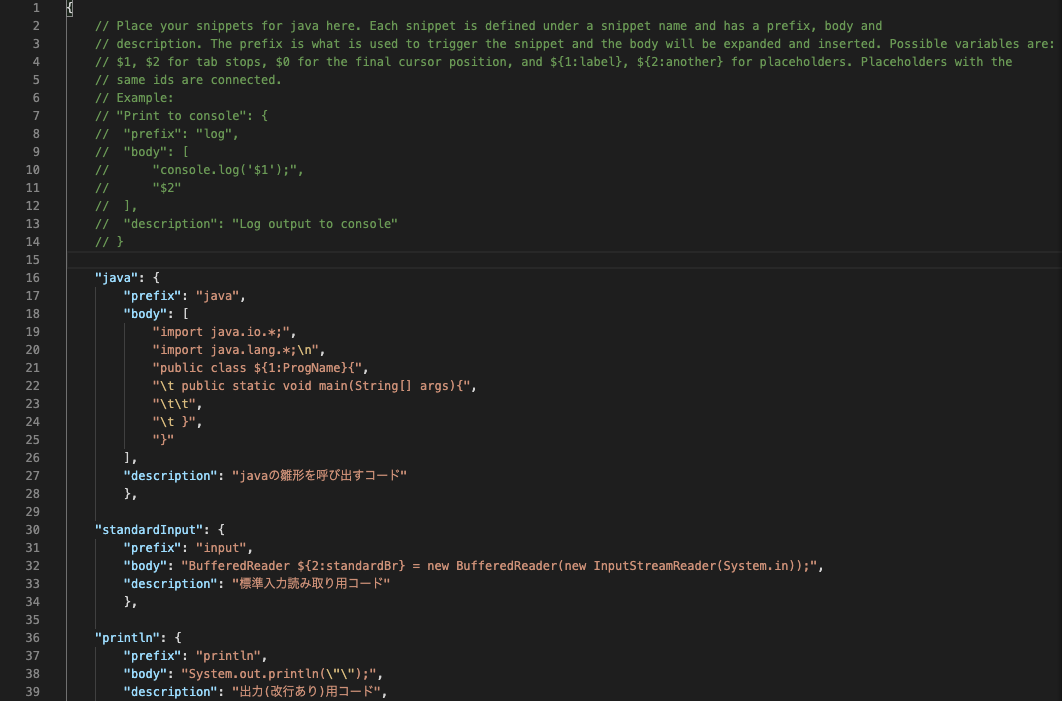 1 {
2 // Place your snippets for java here. Each snippet is defined under a snippet name and has a prefix, body and
3 // description. The prefix is what is used to trigger the snippet and the body will be expanded and inserted. Possible variables are:
4 // $1, $2 for tab stops, $0 for the final cursor position, and ${1:label}, ${2:another} for placeholders. Placeholders with the
5 // same ids are connected.
6 // Example:
7 // "Print to console": {
8 //  "prefix": "log",
9 //  "body": [
10 //      "console.log('$1');",
11 //      "$2"
12 //  ],
13 //  "description": "Log output to console"
14 // }
15
16 "java": {
17 "prefix": "java",
18 "body": [
19 "import java.io.*;",
20 "import java.lang.*;\n",
21 "public class ${1:ProgName}{",
22 "\t public static void main(String[] args){",
23 "\t\t",
24 "\t }",
25 "}"
26 ],
27 "description": "javaの雛形を呼び出すコード"
28 },
29
30 "standardInput": {
31 "prefix": "input",
32 "body": "BufferedReader ${2:standardBr} = new BufferedReader(new InputStreamReader(System.in));",
33 "description": "標準入力読み取り用コード"
34 },
35
36 "println": {
37 "prefix": "println",
38 "body": "System.out.println(\"\");",
39 "description": "出力(改行あり)用コード",